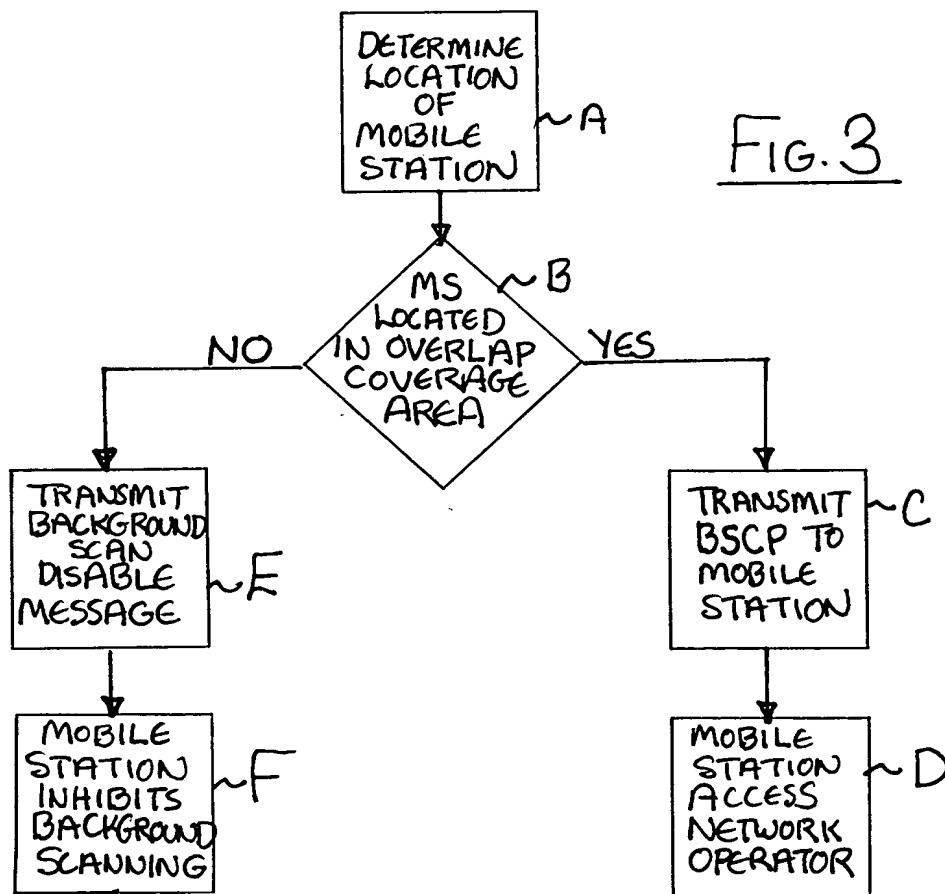 DETERMINE
LOCATION
OF
MOBILE
STATION
A
FIG. 3
MS
LOCATED
IN OVERLAP
COVERAGE
AREA
B
NO
YES
TRANSMIT
BACKGROUND
SCAN
DISABLE
MESSAGE
E
TRANSMIT
BSCP TO
MOBILE
STATION
C
MOBILE
STATION
INHIBITS
BACKGROUND
SCANNING
F
MOBILE
STATION
ACCESS
NETWORK
OPERATOR
D